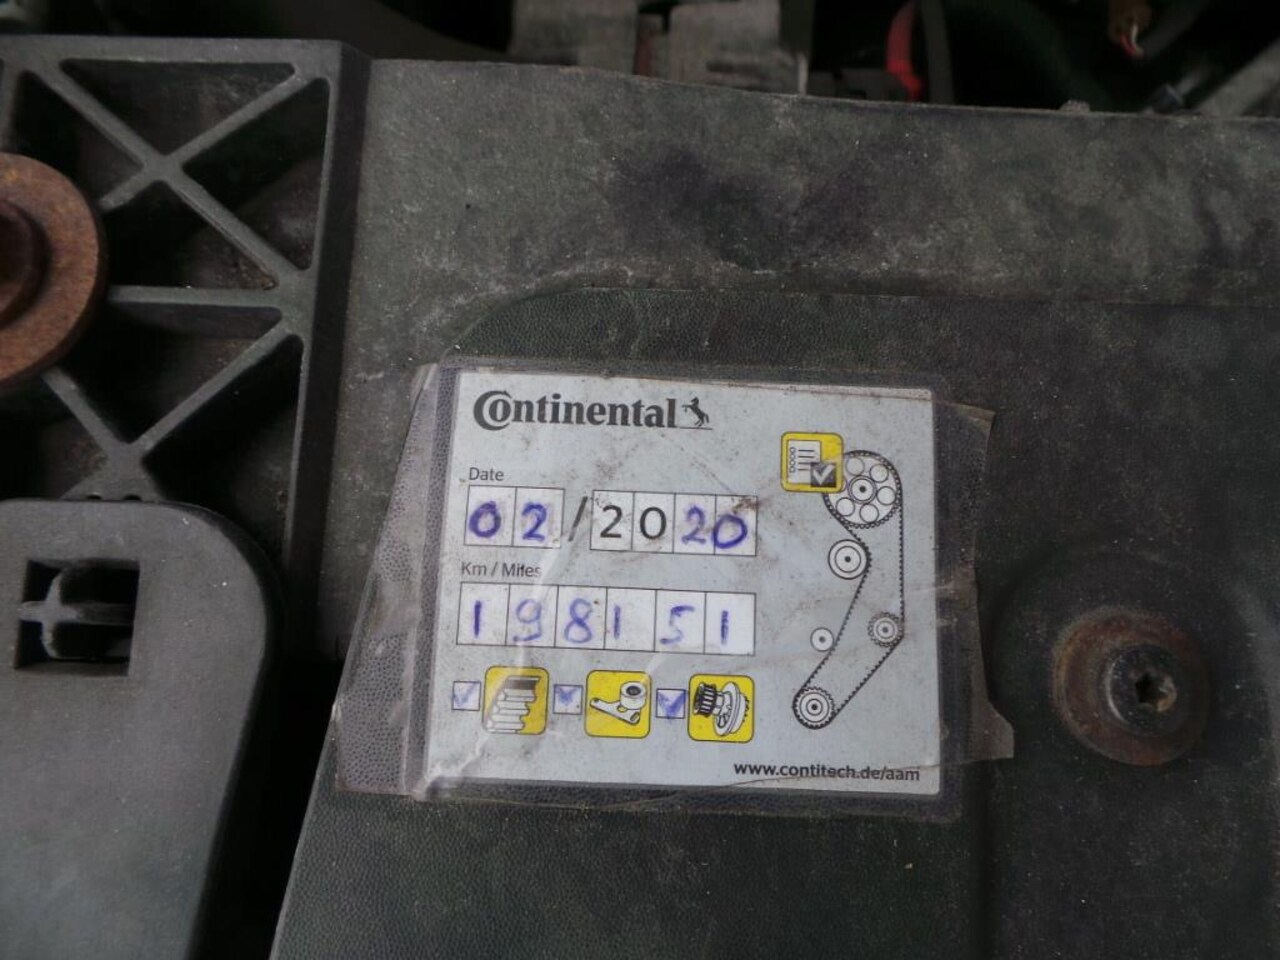 Continental
Date
02/2020
Km / Miles
198151
www.contitech.de/aam